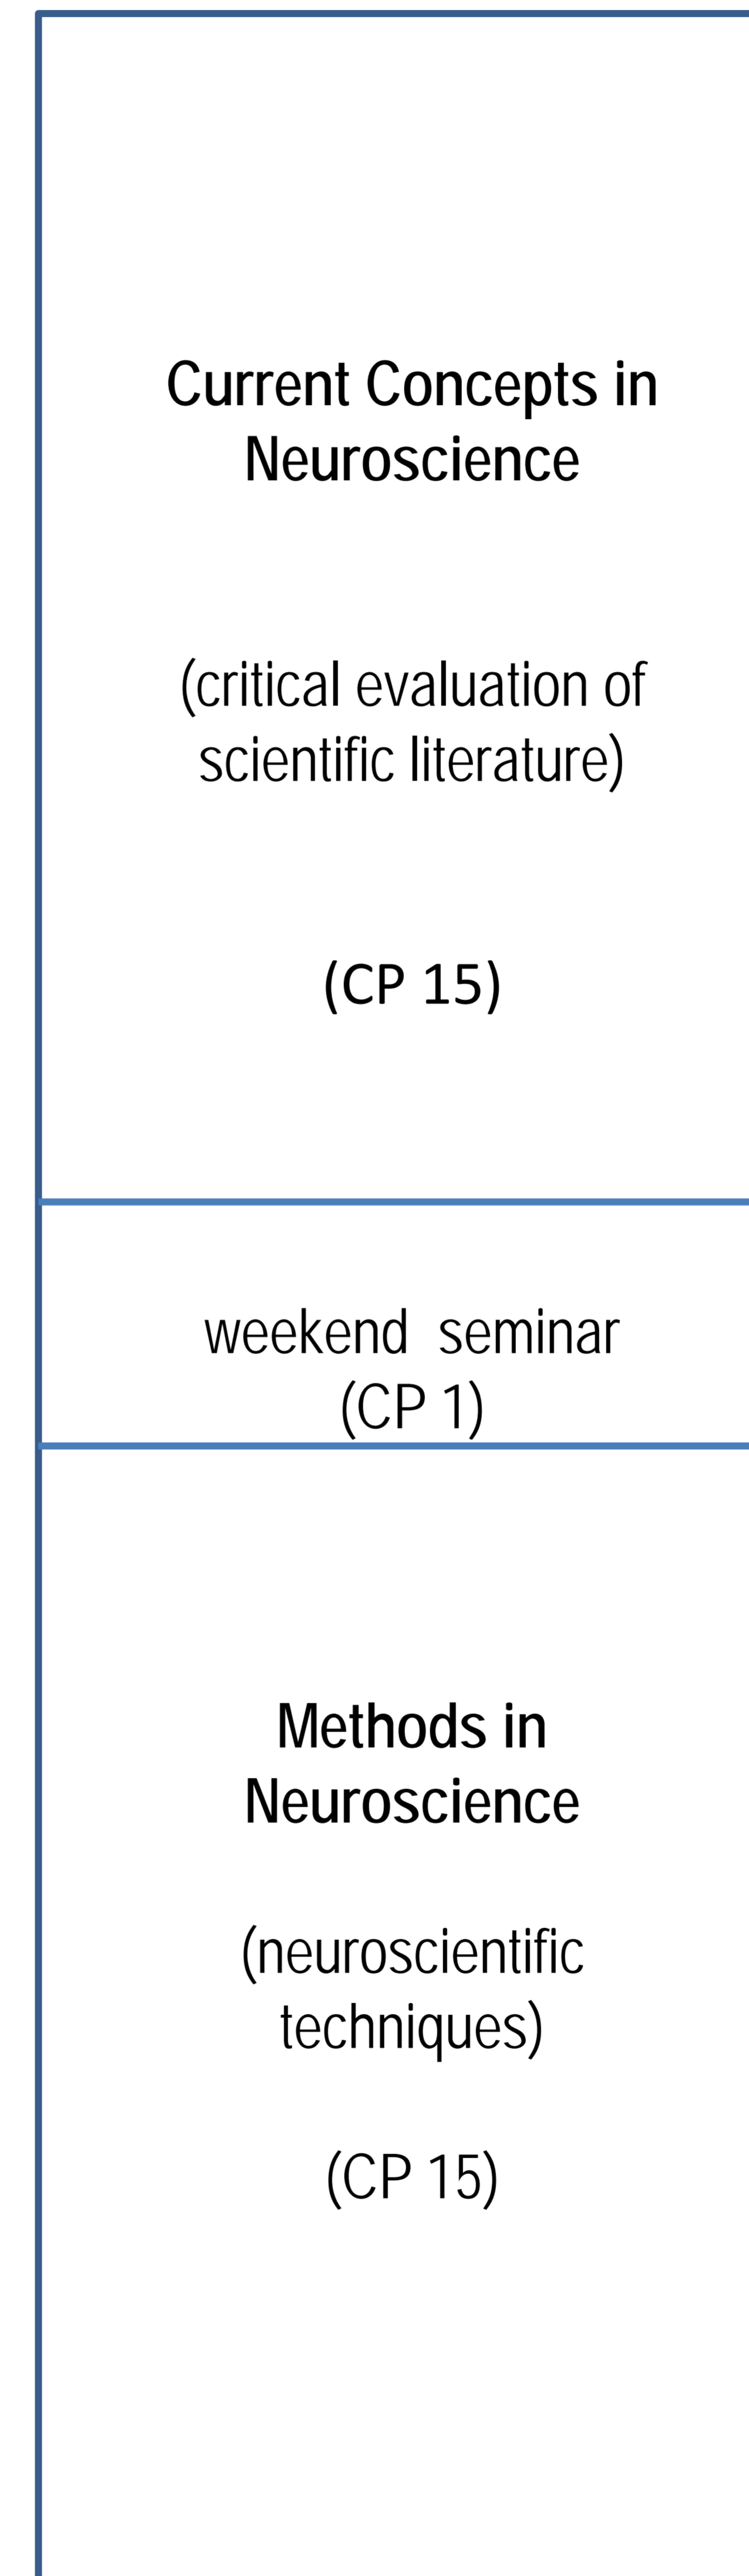 Current Concepts in
Neuroscience
(critical evaluation of
scientific literature)
(CP 15)
weekend  seminar
(CP 1)
Methods in
Neuroscience
(neuroscientific
techniques)
(CP 15)